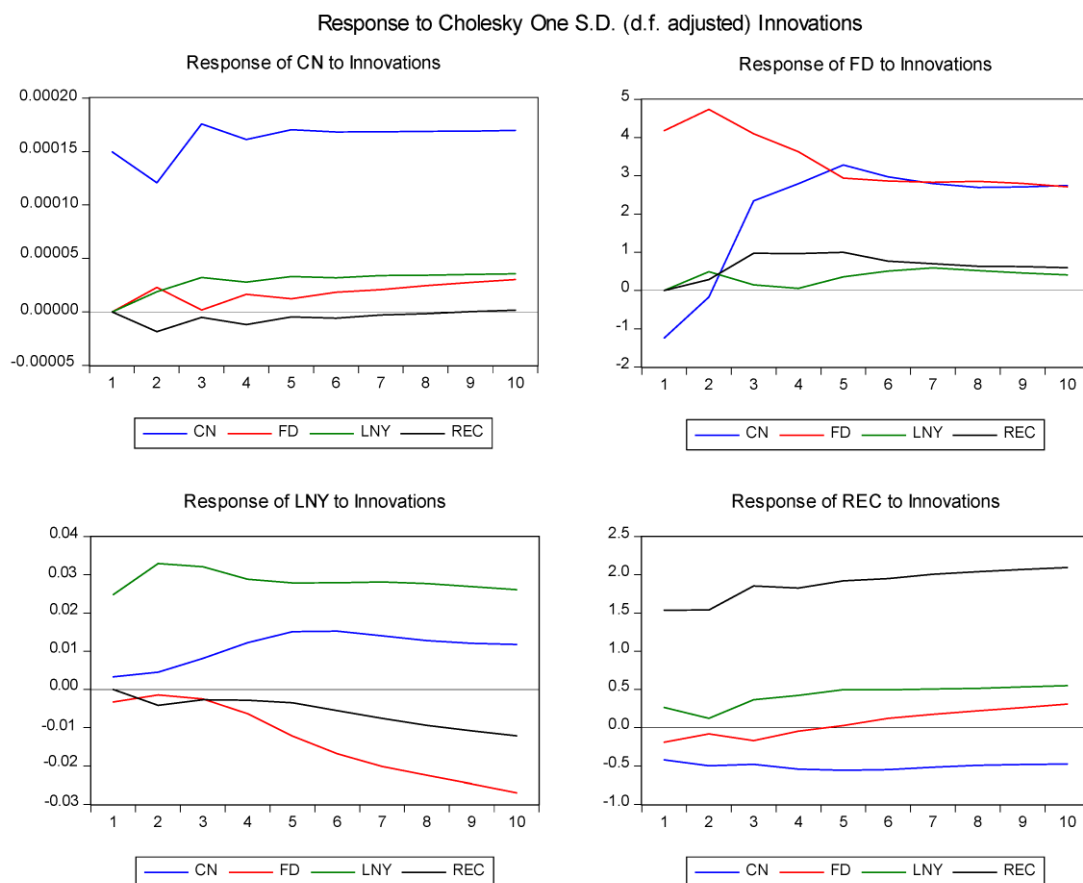 Response to Cholesky One S.D. (d.f. adjusted) Innovations
Response of CN to Innovations
0.00020
0.00015
0.00010
0.00005
0.00000
-0.00005
1 2 3 4 5 6 7 8 9 10
CN FD LNY REC
Response of FD to Innovations
5
4
3
2
1
0
-1
-2
1 2 3 4 5 6 7 8 9 10
CN FD LNY REC
Response of LNY to Innovations
0.04
0.03
0.02
0.01
0.00
-0.01
-0.02
-0.03
1 2 3 4 5 6 7 8 9 10
CN FD LNY REC
Response of REC to Innovations
2.5
2.0
1.5
1.0
0.5
0.0
-0.5
-1.0
1 2 3 4 5 6 7 8 9 10
CN FD LNY REC